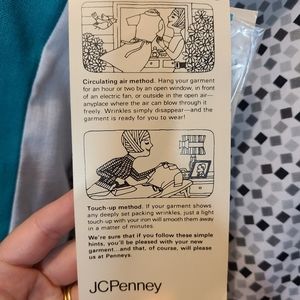 Circulating air method. Hang your garment
for an hour or two by an open window, in front
of an electric fan, or outside in the open air—
anyplace where the air can blow through it
freely. Wrinkles simply disappear—and the
garment is ready for you to wear!
Touch-up method. If your garment shows
any deeply set packing wrinkles, just a light
touch-up with your iron will smooth them away
in a matter of minutes.
We're sure that if you follow these simple
hints, you'll be pleased with your new
garment...and that, of course, will please
us at Penneys.
JCPenney